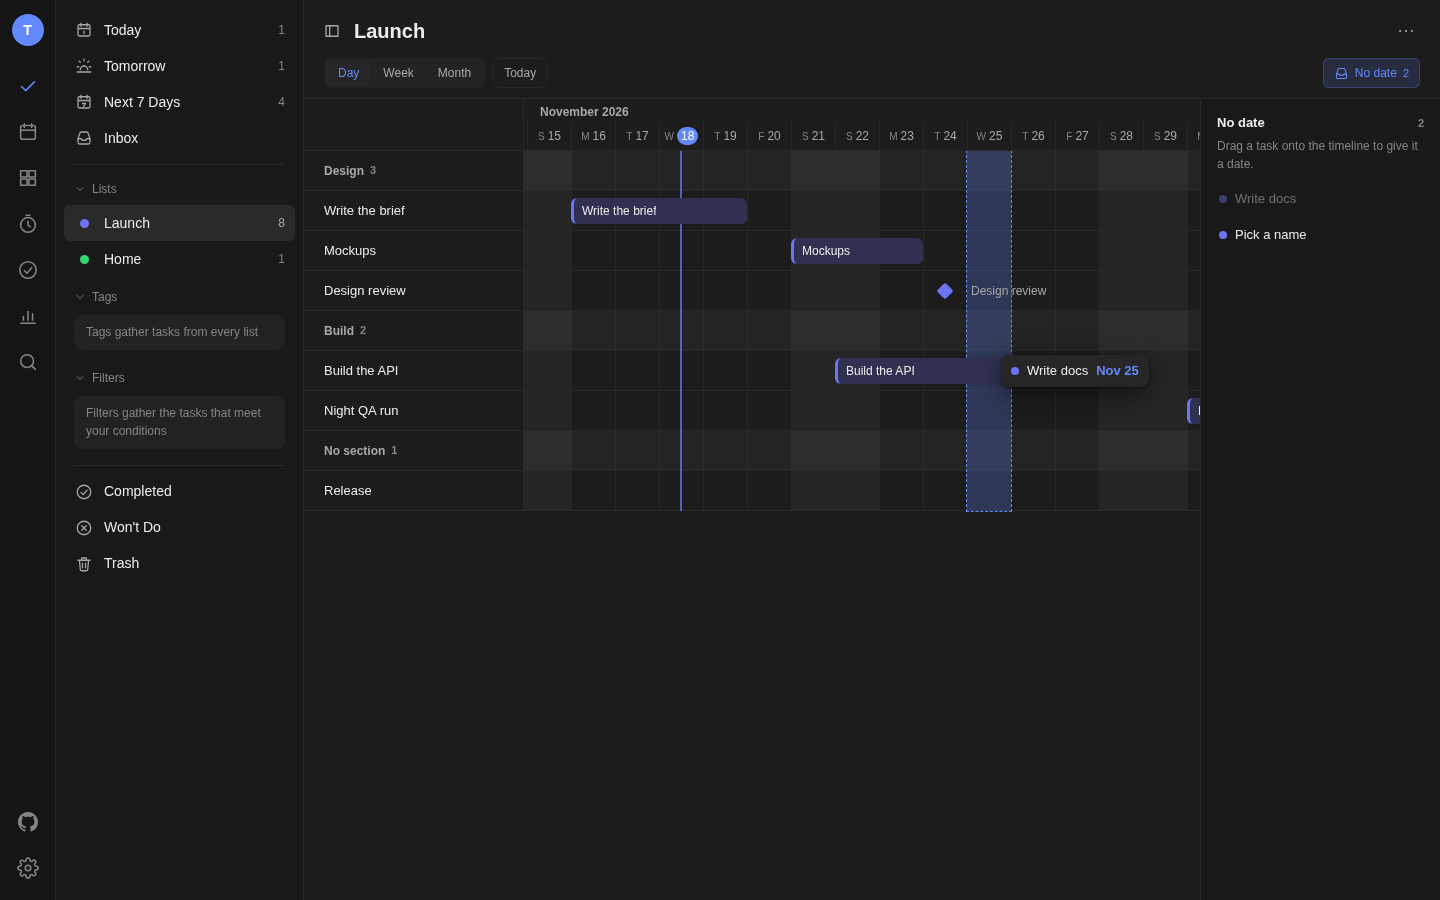 T
Today 1
Tomorrow 1
Next 7 Days 4
Inbox
Lists
Launch 8
Home 1
Tags
Tags gather tasks from every list
Filters
Filters gather the tasks that meet
your conditions
Completed
Won't Do
Trash
Launch
Day Week Month Today
No date 2
November 2026
S 15 M 16 T 17 W 18 T 19 F 20 S 21 S 22 M 23 T 24 W 25 T 26 F 27 S 28 S 29
Design 3
Write the brief Write the brief
Mockups Mockups
Design review Design review
Build 2
Build the API Build the API
Write docs Nov 25
Night QA run
No section 1
Release
No date 2
Drag a task onto the timeline to give it
a date.
Write docs
Pick a name